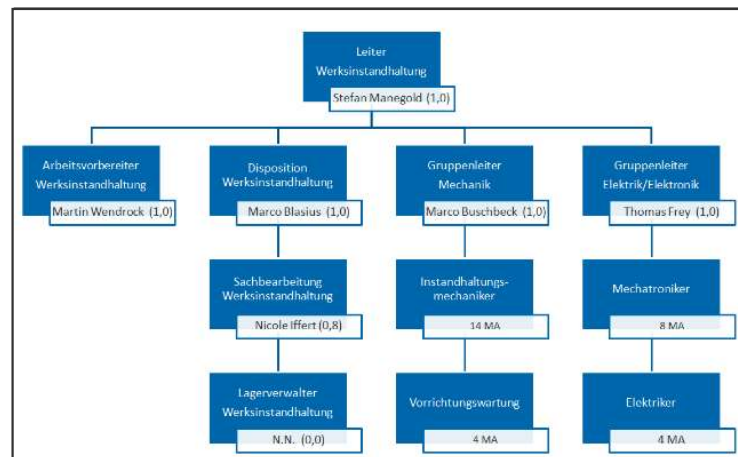 Leiter
Werksinstandhaltung
Stefan Manegold (1,0)
Arbeitsvorbereiter
Werksinstandhaltung
Martin Wendrock (1,0)
Disposition
Werksinstandhaltung
Marco Blasius (1,0)
Gruppenleiter
Mechanik
Marco Buschbeck (1,0)
Gruppenleiter
Elektrik/Elektronik
Thomas Frey (1,0)
Sachbearbeitung
Werksinstandhaltung
Nicole Iffert (0,8)
Instandhaltungs-
mechaniker
14 MA
Mechatroniker
8 MA
Lagerverwalter
Werksinstandhaltung
N.N. (0,0)
Vorrichtungswartung
4 MA
Elektriker
4 MA